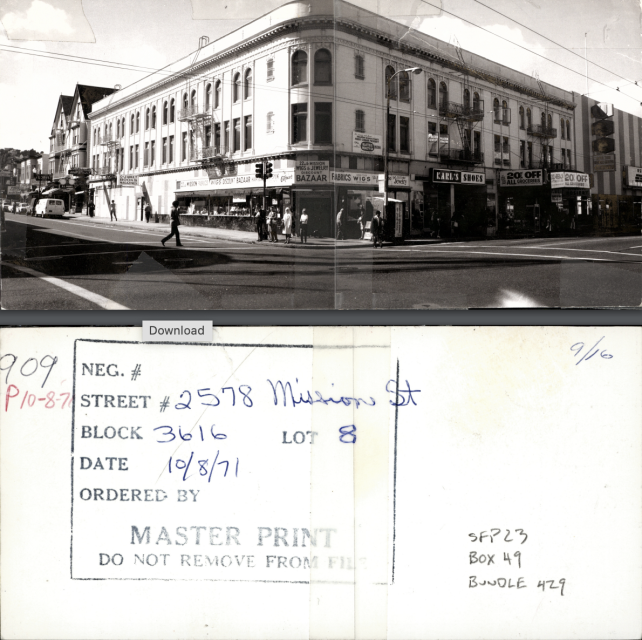 BAZAAR
BAZAAR
FABRICS
WIGS
CARL'S SHOES
20% OFF
20% OFF
Download
909
P10-8-71
9/16
NEG. #
STREET # 2578 Mission St
BLOCK 3616 LOT 8
DATE 10/8/71
ORDERED BY
MASTER PRINT
DO NOT REMOVE FROM FILE
SFP23
BOX 49
BUNDLE 429